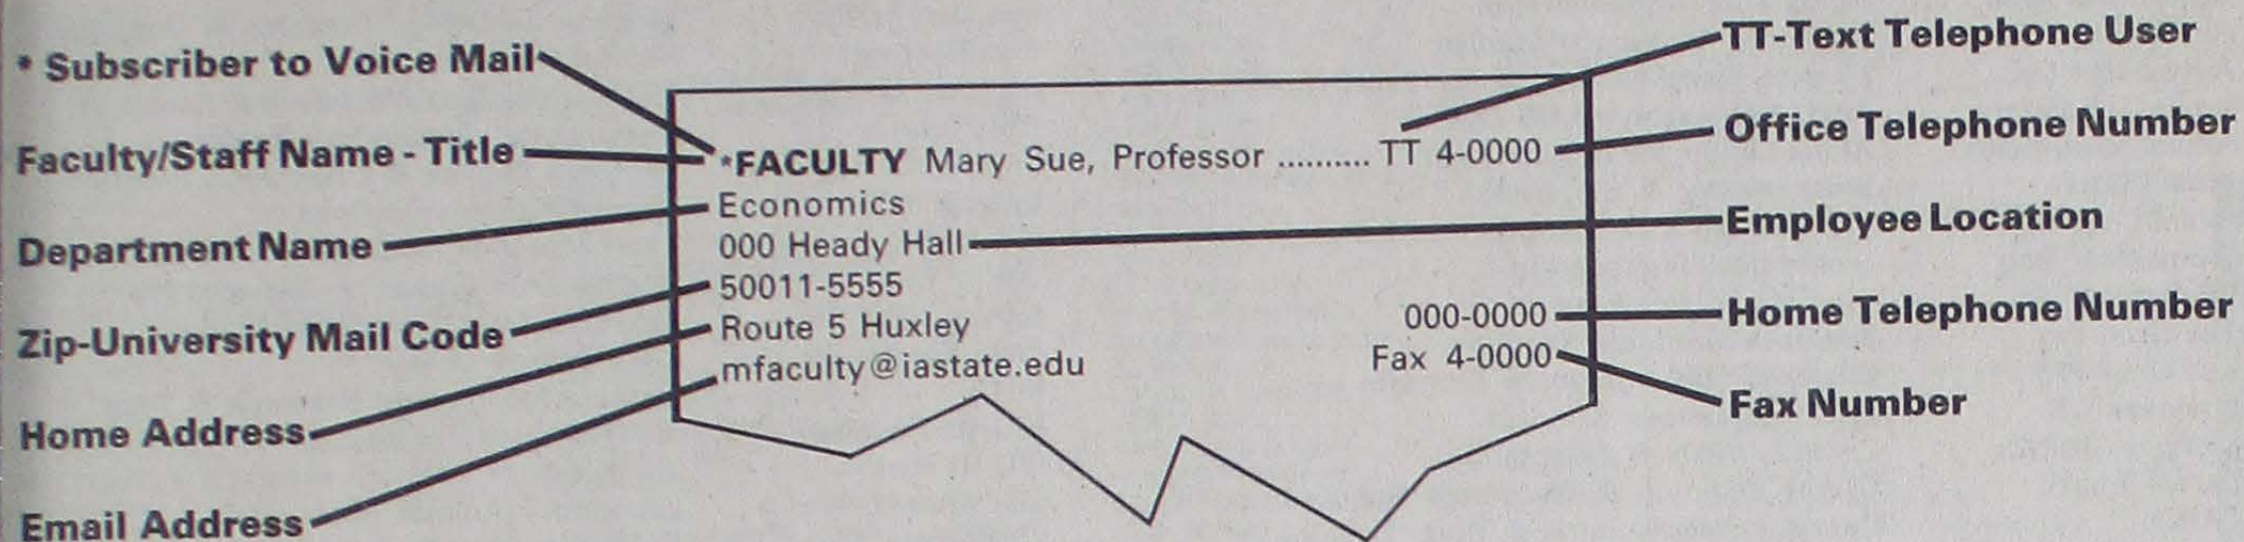 * Subscriber to Voice Mail
Faculty/Staff Name - Title
Department Name
Zip-University Mail Code
Home Address
Email Address
*FACULTY Mary Sue, Professor .......... TT 4-0000
Economics
000 Heady Hall
50011-5555
Route 5 Huxley 000-0000
mfaculty@iastate.edu Fax 4-0000
TT-Text Telephone User
Office Telephone Number
Employee Location
Home Telephone Number
Fax Number